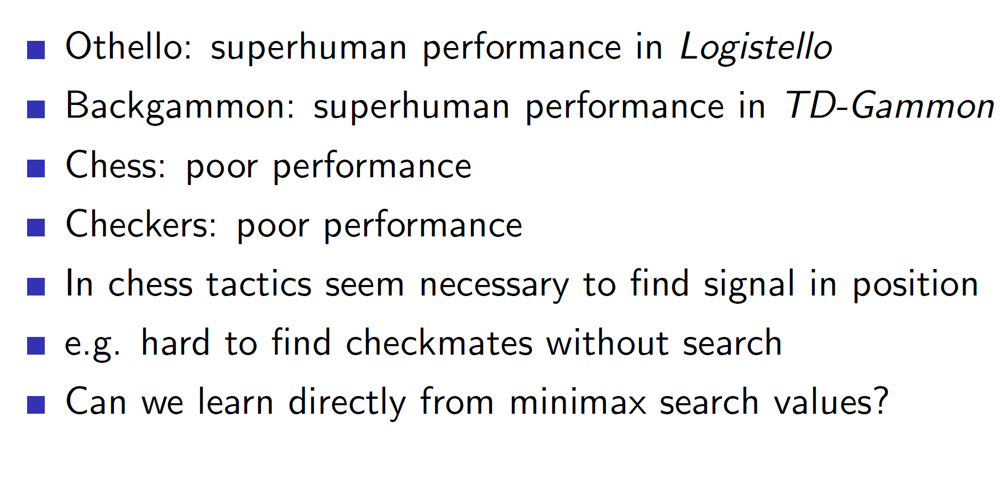 Othello: superhuman performance in Logistello
Backgammon: superhuman performance in TD-Gammon
Chess: poor performance
Checkers: poor performance
In chess tactics seem necessary to find signal in position
e.g. hard to find checkmates without search
Can we learn directly from minimax search values?